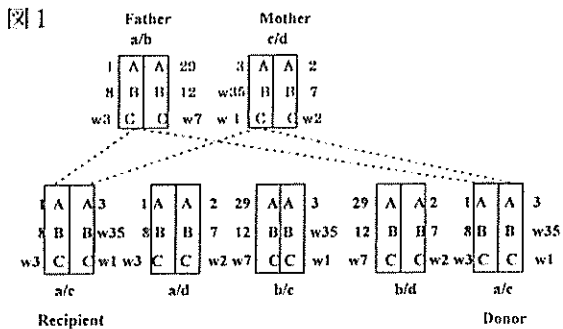 図1
Father Mother
a/b c/d
1 A A 29 3 A A 2
8 B B 12 w35 B B 7
w3 C C w7 w1 C C w2
1 A A 3 1 A A 2 29 A A 3 29 A A 2 1 A A 3
8 B B w35 8 B B 7 12 B B w35 12 B B 7 8 B B w35
w3 C C w1 w3 C C w2 w7 C C w1 w7 C C w2 w3 C C w1
a/c a/d b/c b/d a/c
Recipient Donor